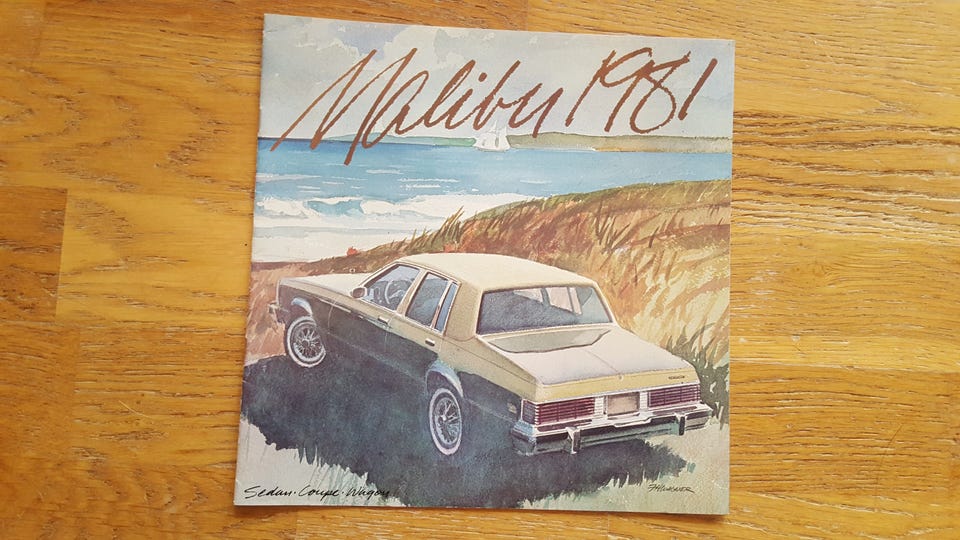 Malibu 1981
Sedan · Coupe · Wagon